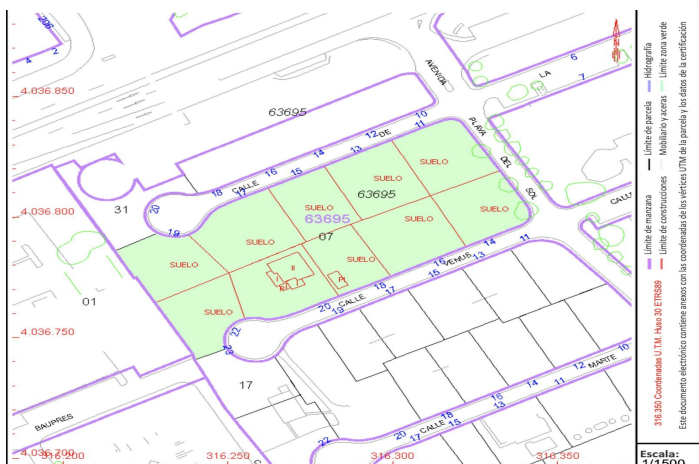 206
2
4
6
7
LA
AVENIDA
4.036.850
63695
10
11
12
DE
13
14
15
16
17
18
CALLE
PLAYA
DEL
SOL
CALL
SUELO
SUELO
SUELO
SUELO
SUELO
SUELO
SUELO
SUELO
63695
63695
07
31
20
19
4.036.800
II
01
4.036.750
11
14
13
VENUS
16
15
18
17
CALLE
20
19
22
23
17
BAUPRES
10
MARTE
12
11
14
16
13
18
15
20
17
22
4.036.700
316.200
316.250
316.300
316.350
Límite de manzana
Límite de parcela
Hidrografía
Límite de construcciones
Mobiliario y aceras
Límite zona verde
316.350 Coordenadas U.T.M. Huso 30 ETRS89
Este documento electrónico contiene anexos con las coordenadas de los vértices UTM de la parcela y los datos de la certificación
Escala:
1/1500